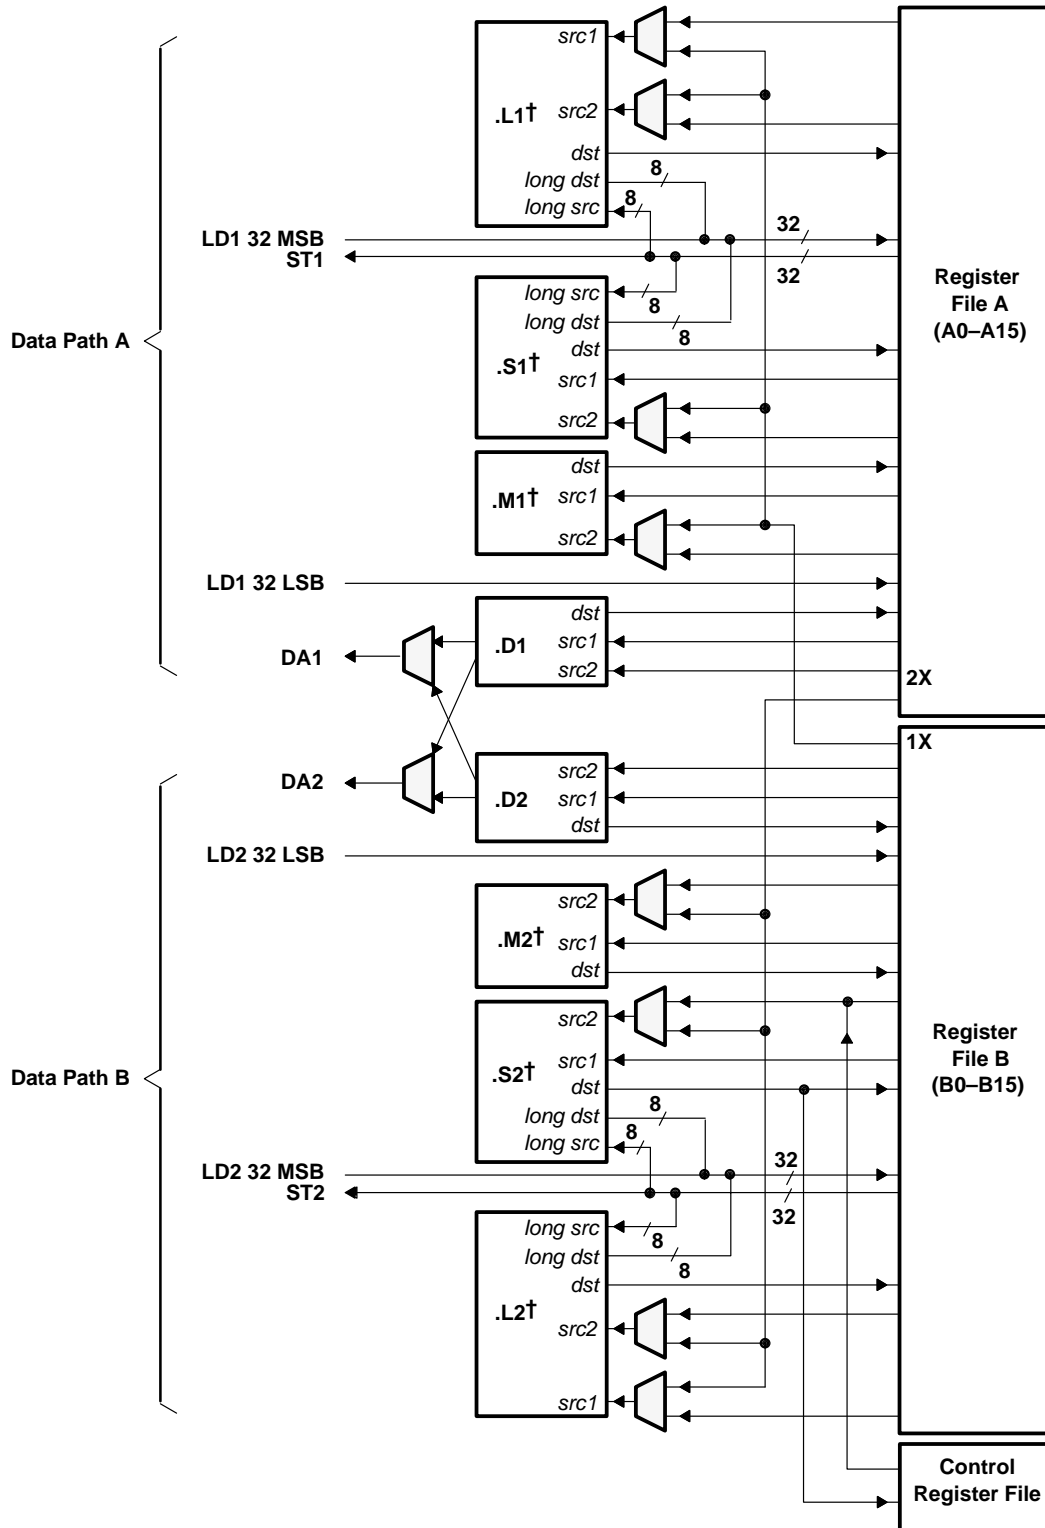 src1
.L1†
src2
dst
long dst
8
long src
8
LD1 32 MSB
32
ST1
32
Register
File A
(A0–A15)
long src
8
long dst
8
dst
.S1†
src1
src2
Data Path A
dst
.M1†
src1
src2
LD1 32 LSB
dst
.D1
src1
src2
DA1
2X
1X
DA2
src2
.D2
src1
dst
LD2 32 LSB
src2
.M2†
src1
dst
src2
.S2†
src1
dst
long dst
8
long src
8
Register
File B
(B0–B15)
Data Path B
LD2 32 MSB
32
ST2
32
long src
8
long dst
8
dst
.L2†
src2
src1
Control
Register File